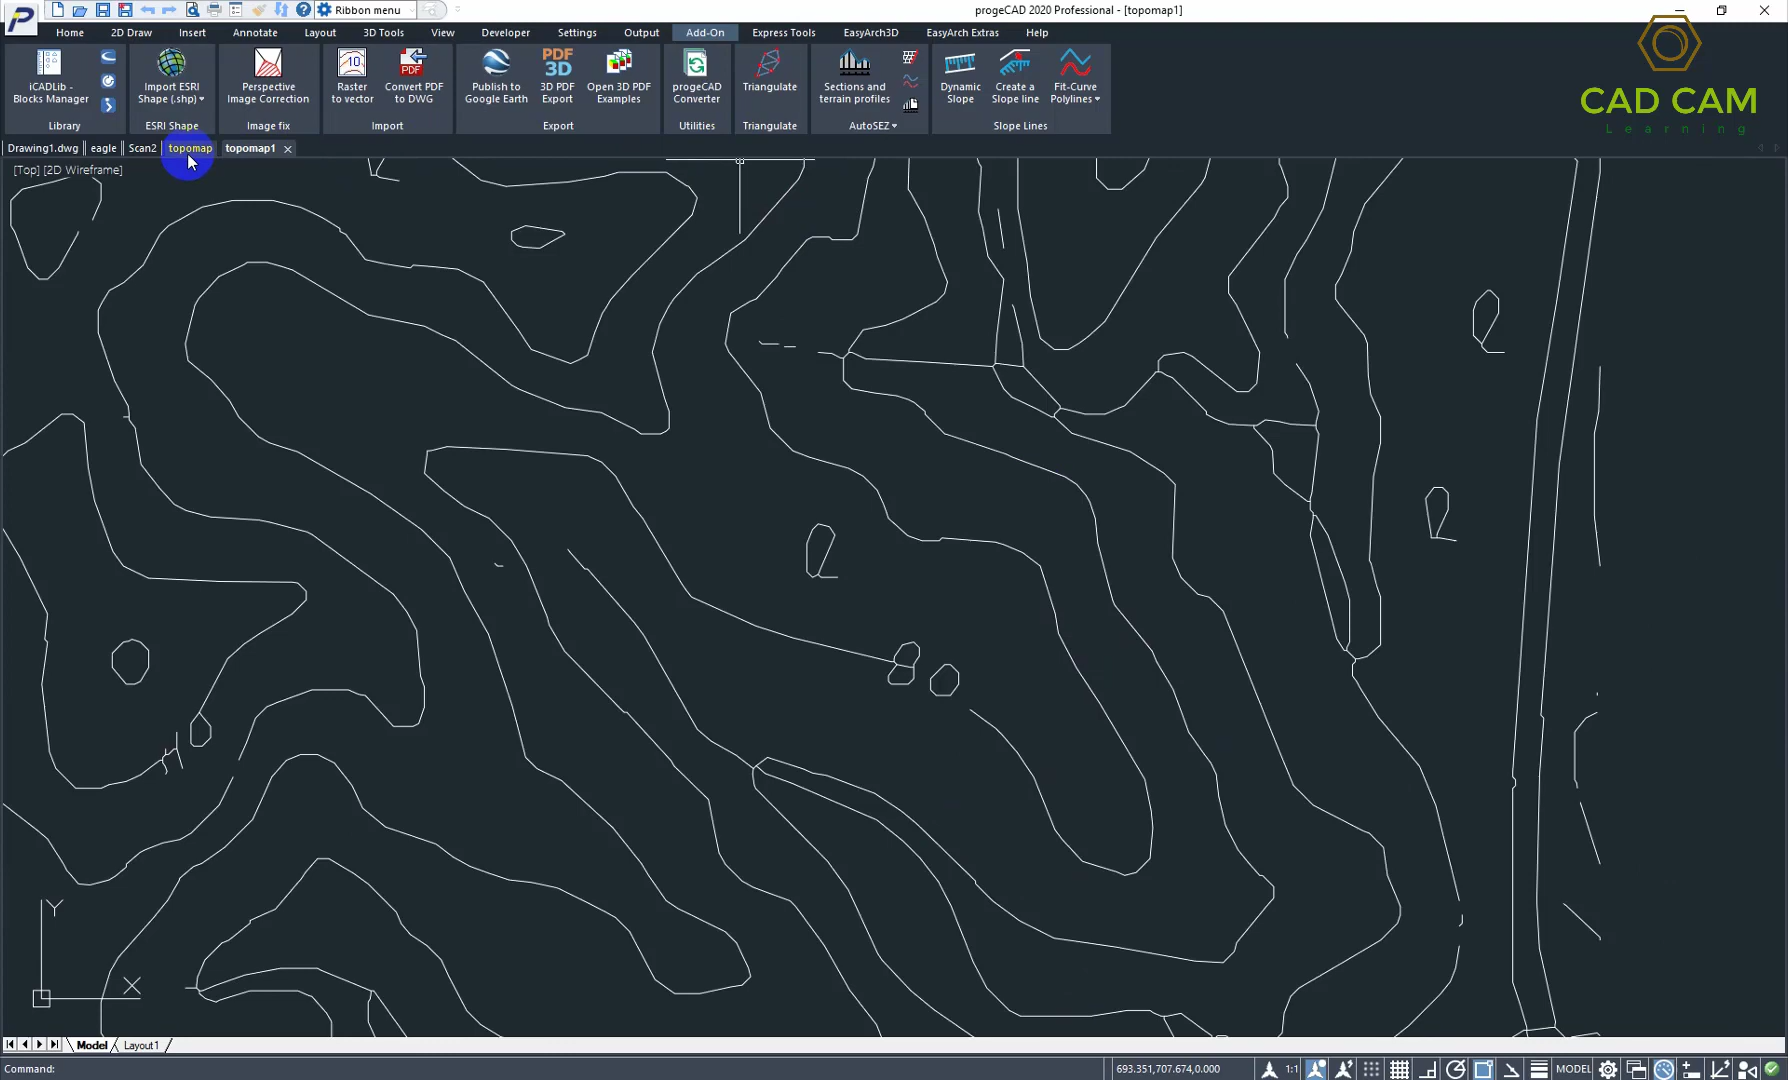 Ribbon menu
progeCAD 2020 Professional - [topomap1]
Home 2D Draw Insert Annotate Layout 3D Tools View Developer Settings Output Add-On Express Tools EasyArch3D EasyArch Extras Help
iCADLib - Blocks Manager
Import ESRI Shape (.shp)
Perspective Image Correction
Raster to vector
Convert PDF to DWG
Publish to Google Earth
3D PDF Export
Open 3D PDF Examples
progeCAD Converter
Triangulate
Sections and terrain profiles
Dynamic Slope
Create a Slope line
Fit-Curve Polylines
Library ESRI Shape Image fix Import Export Utilities Triangulate AutoSEZ Slope Lines
CAD CAM
Learning
Drawing1.dwg eagle Scan2 topomap topomap1
[Top] [2D Wireframe]
Y
X
Model Layout1
Command:
693.351,707.674,0.000 1:1 MODEL